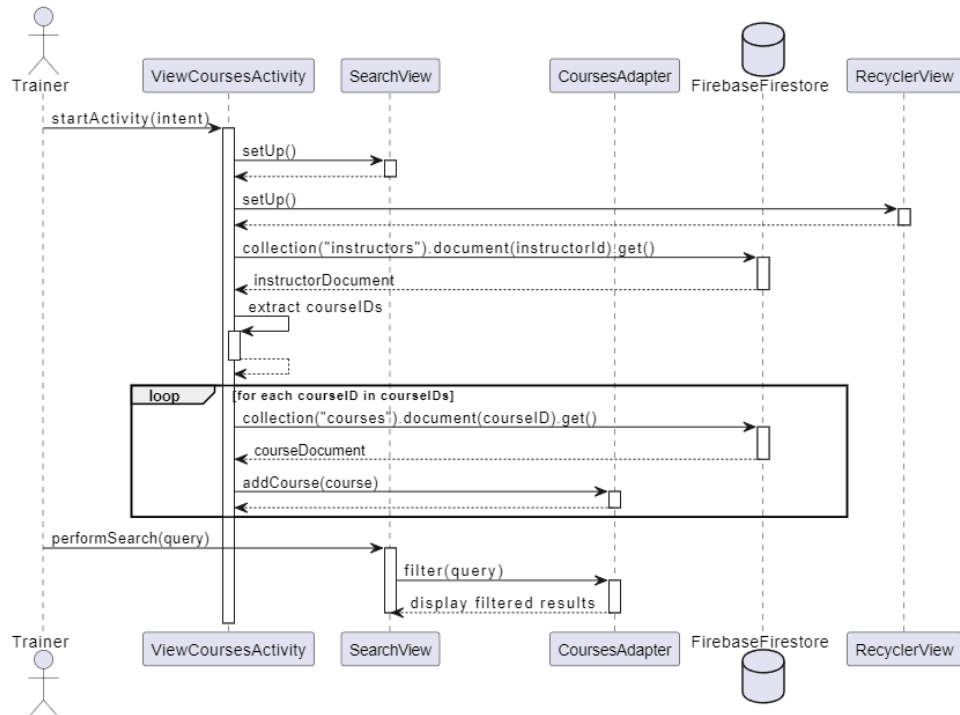 Trainer
ViewCoursesActivity
SearchView
CoursesAdapter
FirebaseFirestore
RecyclerView
startActivity(intent)
setUp()
setUp()
collection("instructors").document(instructorId).get()
instructorDocument
extract courseIDs
loop [for each courseID in courseIDs]
collection("courses").document(courseID).get()
courseDocument
addCourse(course)
performSearch(query)
filter(query)
display filtered results
Trainer
ViewCoursesActivity
SearchView
CoursesAdapter
FirebaseFirestore
RecyclerView